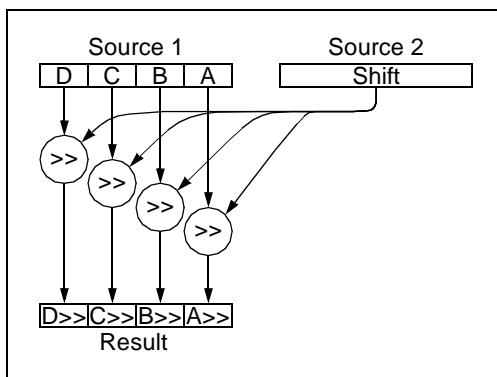 Source 1 Source 2
D C B A Shift
>>
>>
>>
>>
D>> C>> B>> A>>
Result